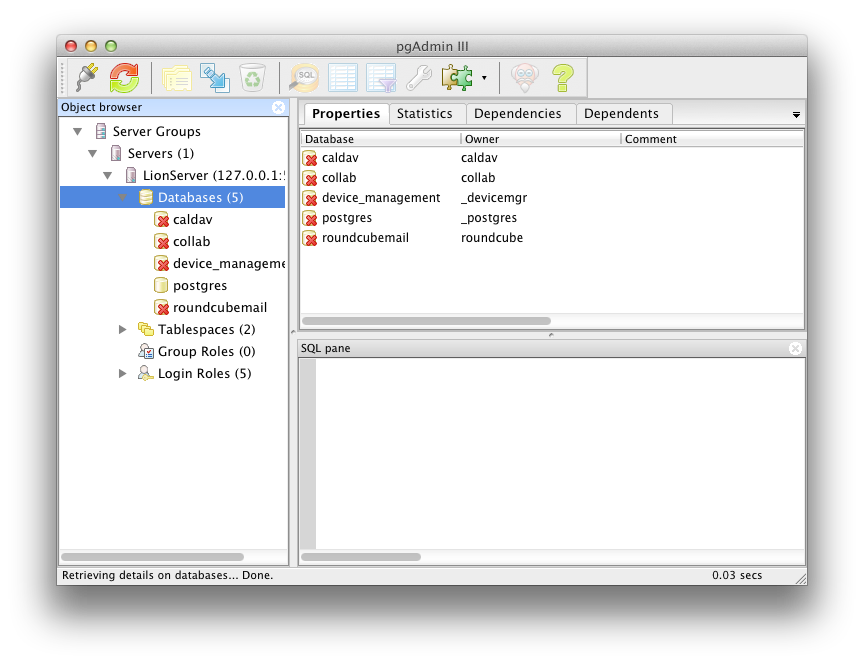 pgAdmin III
SQL
Object browser
Server Groups
Servers (1)
LionServer (127.0.0.1:
Databases (5)
caldav
collab
device_manageme
postgres
roundcubemail
Tablespaces (2)
Group Roles (0)
Login Roles (5)
Properties Statistics Dependencies Dependents
Database Owner Comment
caldav caldav
collab collab
device_management _devicemgr
postgres _postgres
roundcubemail roundcube
SQL pane
Retrieving details on databases... Done. 0.03 secs